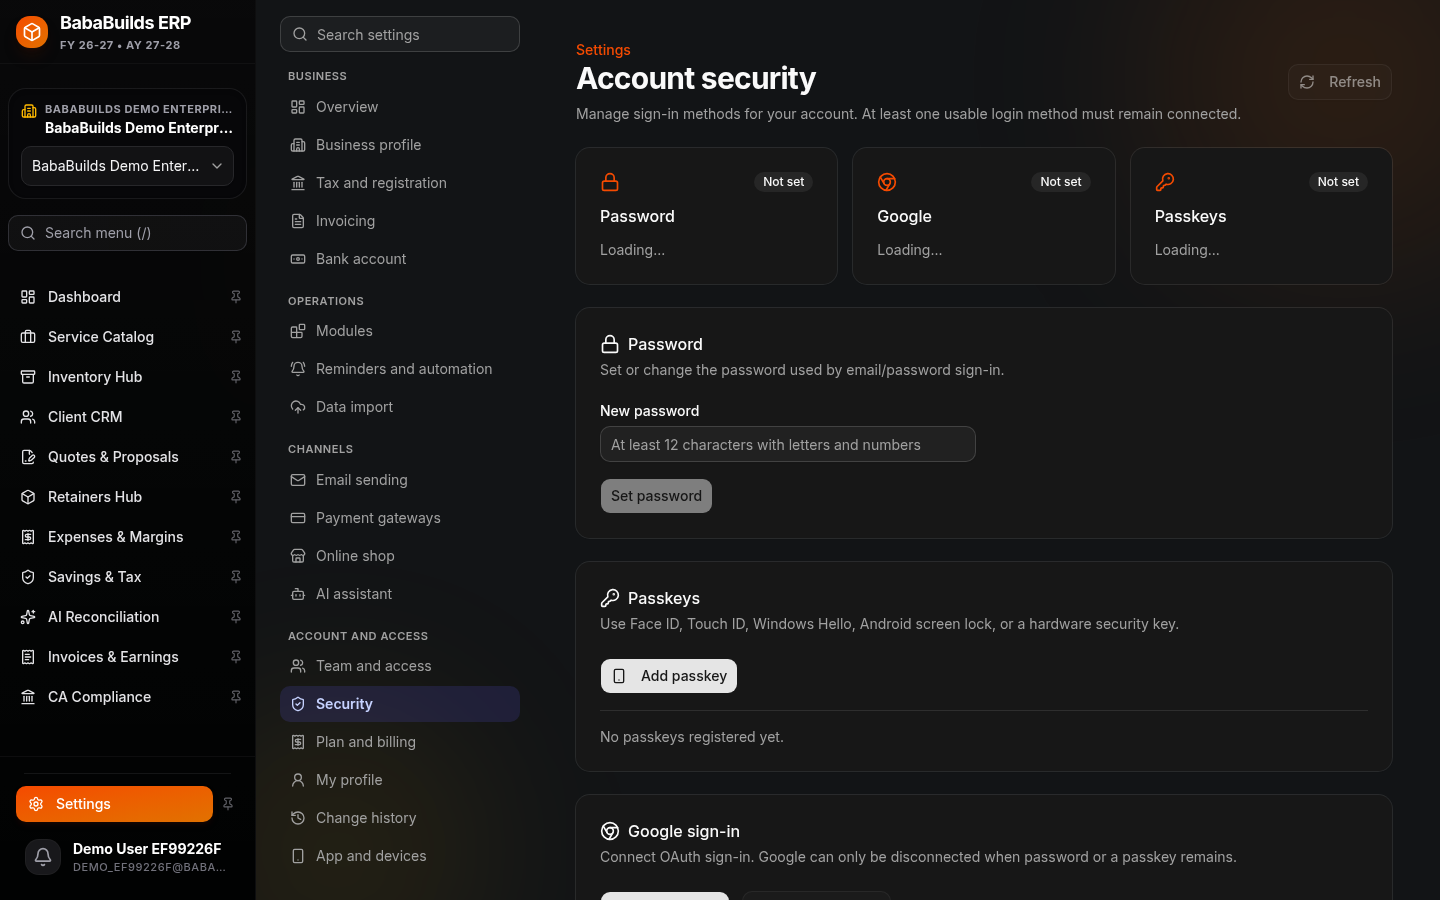 BabaBuilds ERP
FY 26-27 • AY 27-28
BABABUILDS DEMO ENTERPRI...
BabaBuilds Demo Enterpr...
BabaBuilds Demo Enter...
Search menu (/)
Dashboard
Service Catalog
Inventory Hub
Client CRM
Quotes & Proposals
Retainers Hub
Expenses & Margins
Savings & Tax
AI Reconciliation
Invoices & Earnings
CA Compliance
Settings
Demo User EF99226F
DEMO_EF99226F@BABA...
Search settings
BUSINESS
Overview
Business profile
Tax and registration
Invoicing
Bank account
OPERATIONS
Modules
Reminders and automation
Data import
CHANNELS
Email sending
Payment gateways
Online shop
AI assistant
ACCOUNT AND ACCESS
Team and access
Security
Plan and billing
My profile
Change history
App and devices
Settings
Account security
Manage sign-in methods for your account. At least one usable login method must remain connected.
Refresh
Not set
Password
Loading...
Not set
Google
Loading...
Not set
Passkeys
Loading...
Password
Set or change the password used by email/password sign-in.
New password
At least 12 characters with letters and numbers
Set password
Passkeys
Use Face ID, Touch ID, Windows Hello, Android screen lock, or a hardware security key.
Add passkey
No passkeys registered yet.
Google sign-in
Connect OAuth sign-in. Google can only be disconnected when password or a passkey remains.